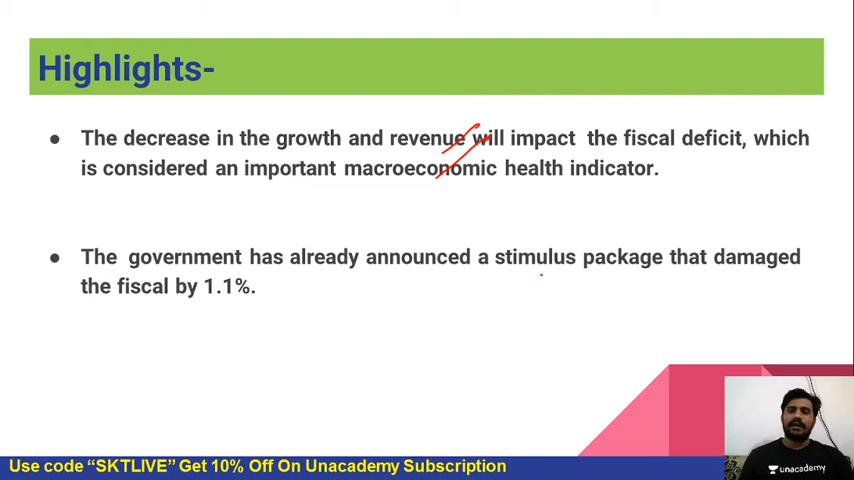 Highlights-
● The decrease in the growth and revenue will impact the fiscal deficit, which
is considered an important macroeconomic health indicator.
● The government has already announced a stimulus package that damaged
the fiscal by 1.1%.
unacademy
Use code “SKTLIVE” Get 10% Off On Unacademy Subscription